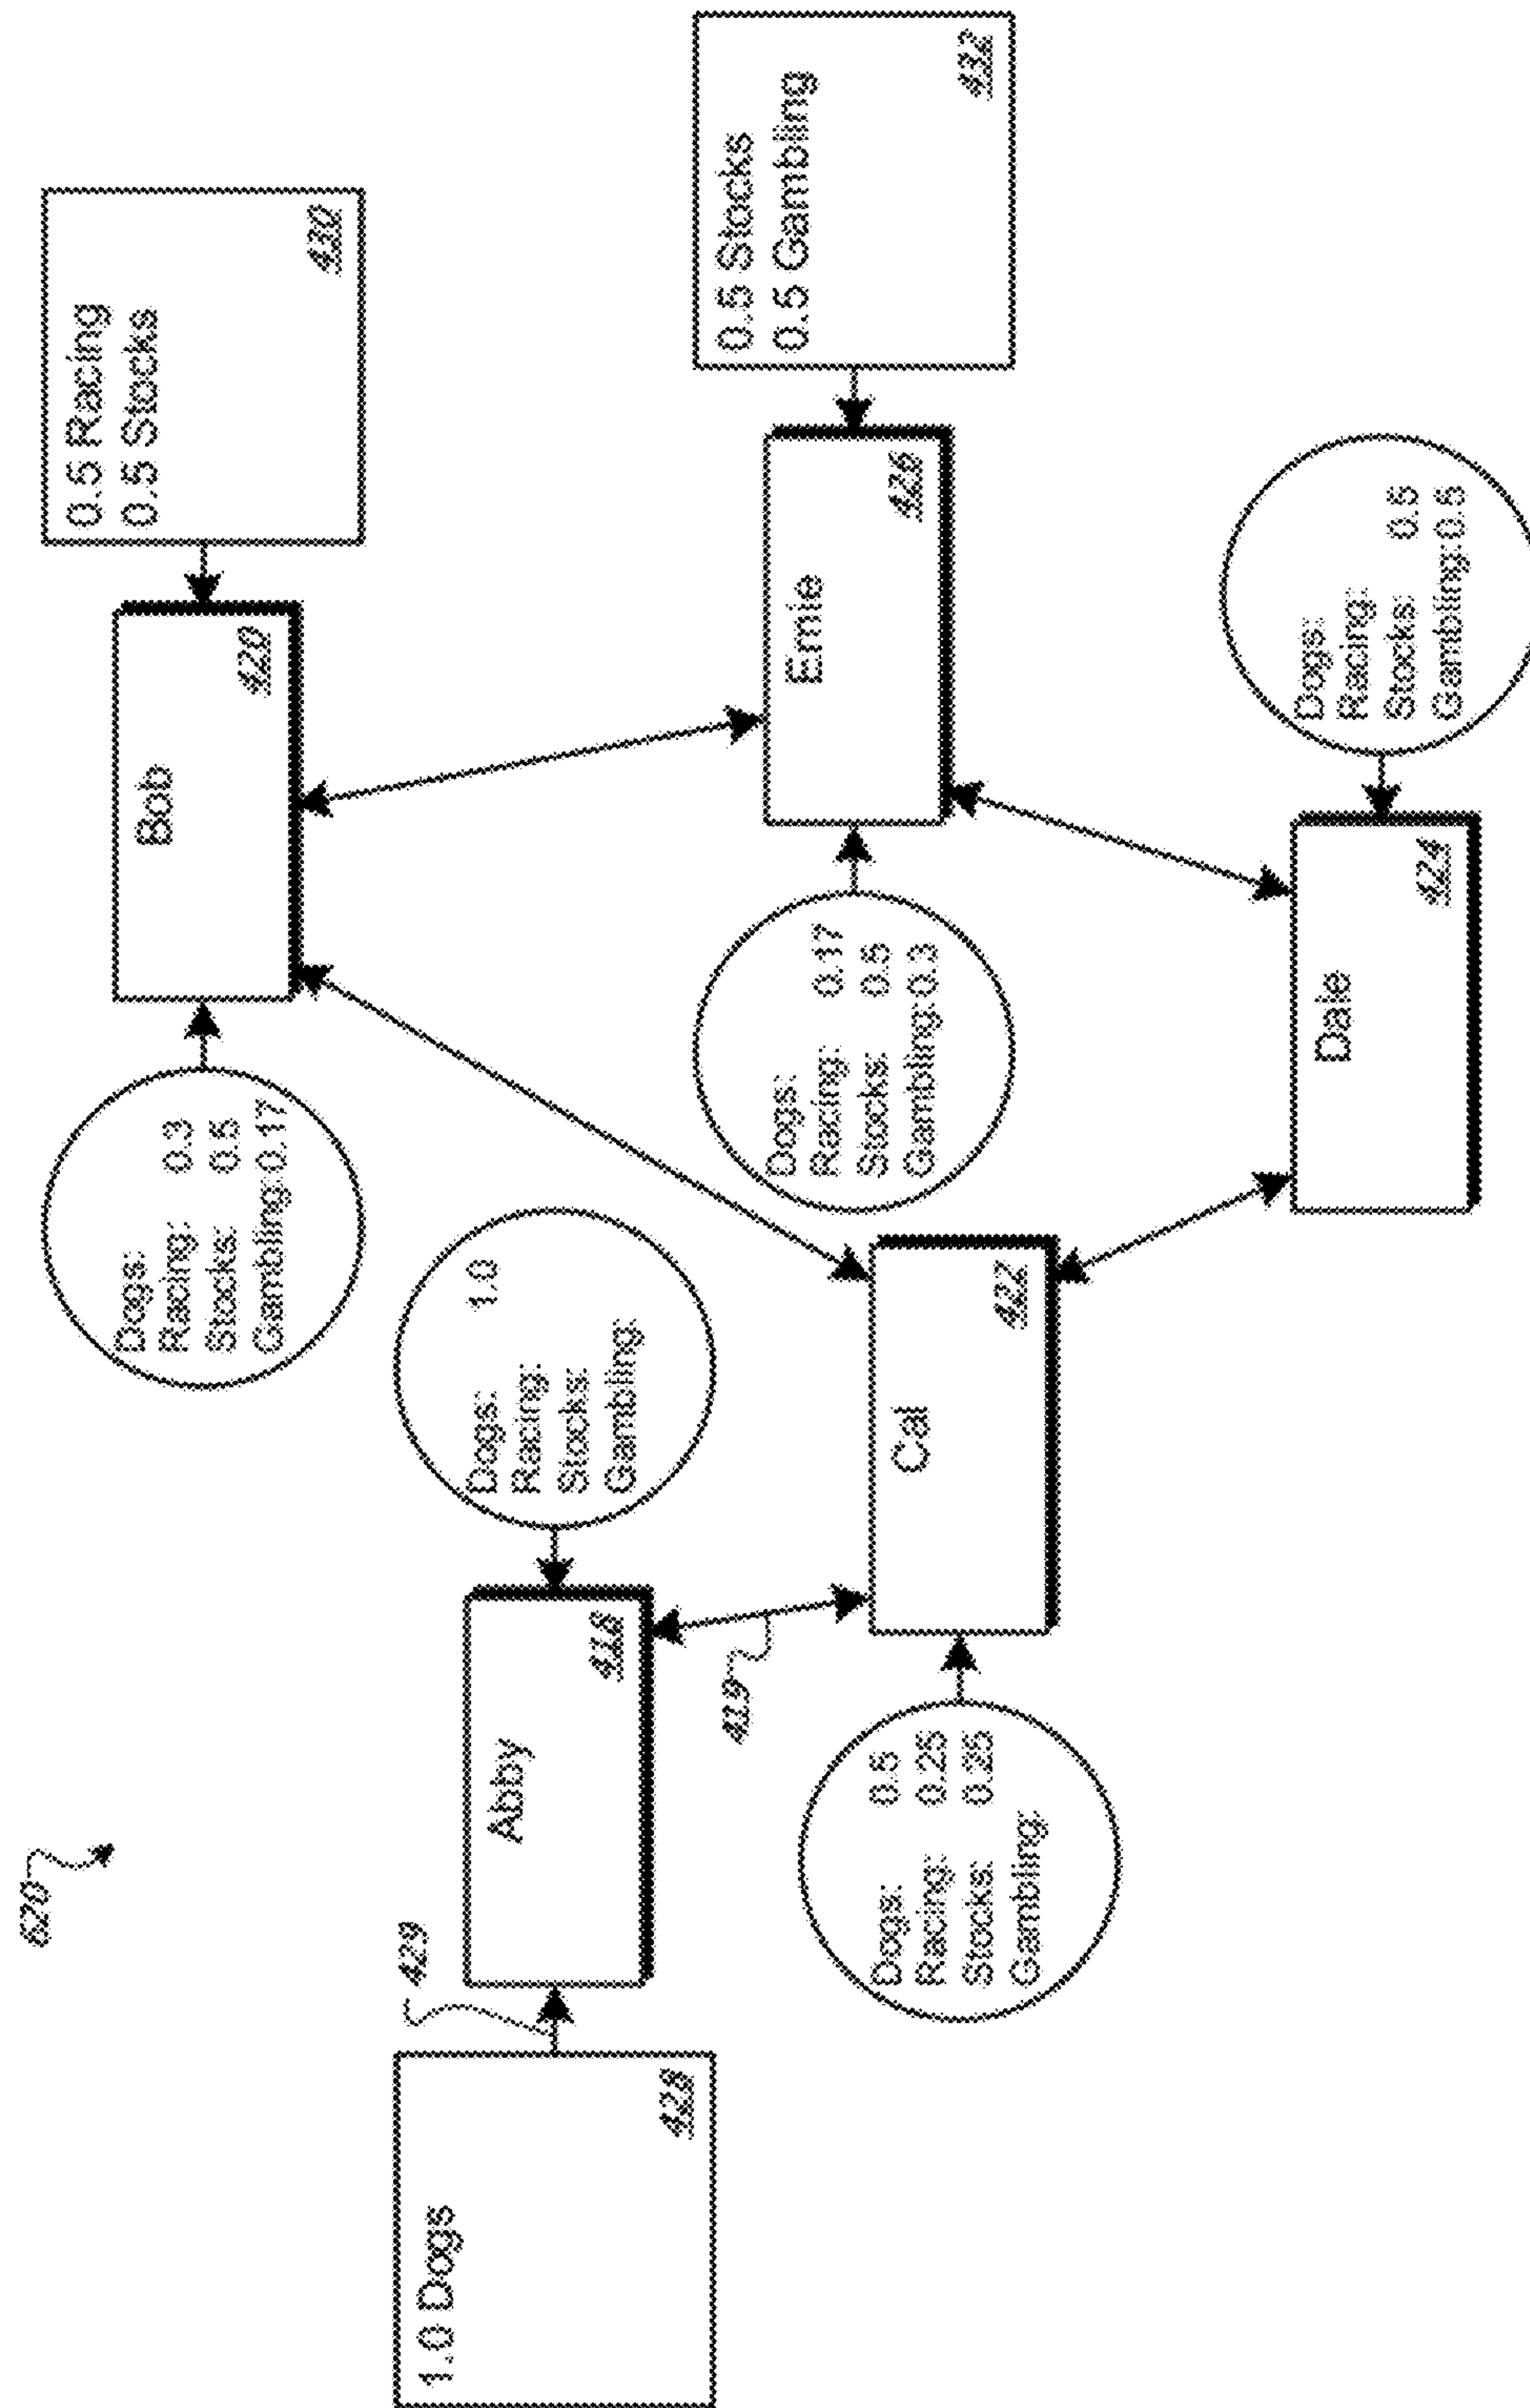 620
Dogs:
Racing: 0.3
Stocks: 0.5
Gambling:0.17
Bob
420
0.5 Racing
0.5 Stocks
430
1.0 Dogs
428
429
Abby
418
Dogs: 1.0
Racing:
Stocks:
Gambling:
419
Dogs:
Racing: 0.17
Stocks: 0.5
Gambling:0.3
Ernie
426
0.5 Stocks
0.5 Gambling
432
Dogs: 0.5
Racing: 0.25
Stocks: 0.25
Gambling:
Cal
422
Dale
424
Dogs:
Racing:
Stocks: 0.5
Gambling:0.5